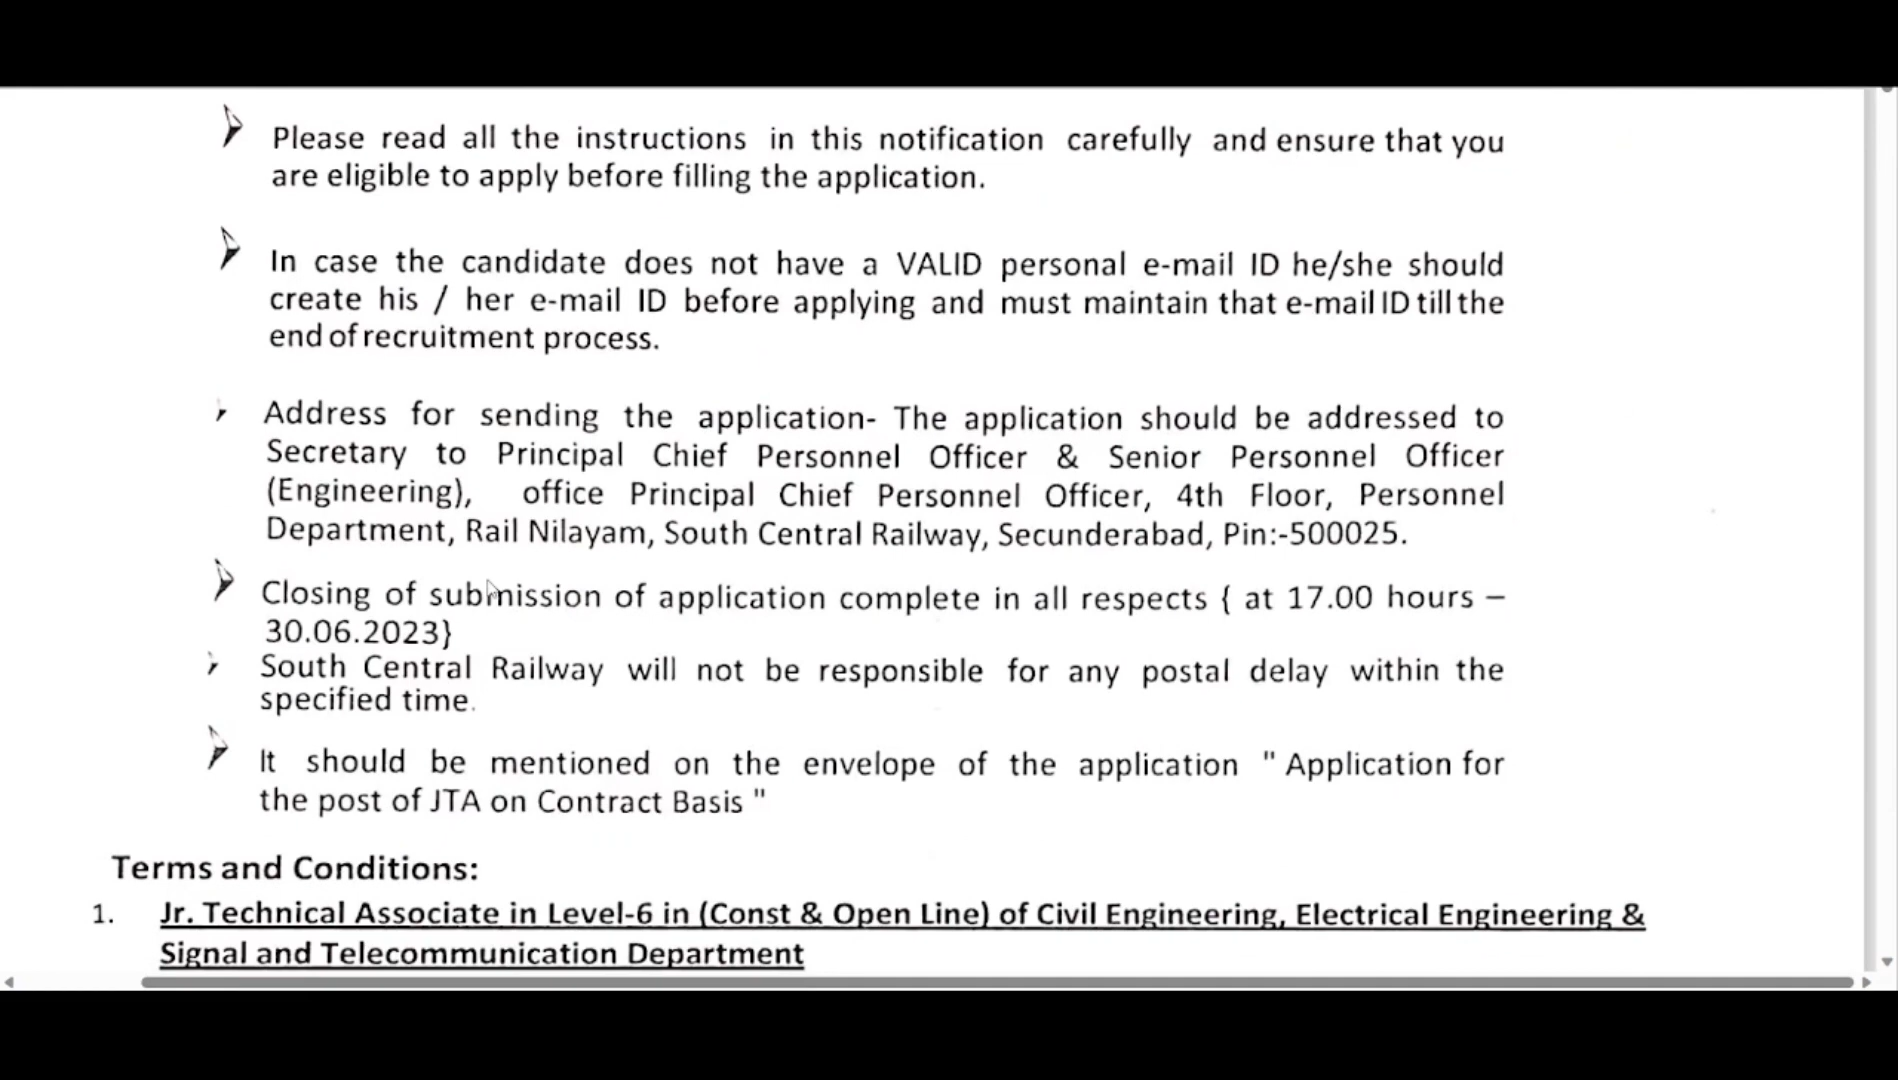 Please read all the instructions in this notification carefully and ensure that you
are eligible to apply before filling the application.
In case the candidate does not have a VALID personal e-mail ID he/she should
create his / her e-mail ID before applying and must maintain that e-mail ID till the
end of recruitment process.
Address for sending the application- The application should be addressed to
Secretary to Principal Chief Personnel Officer & Senior Personnel Officer
(Engineering), office Principal Chief Personnel Officer, 4th Floor, Personnel
Department, Rail Nilayam, South Central Railway, Secunderabad, Pin:-500025.
Closing of submission of application complete in all respects { at 17.00 hours –
30.06.2023}
South Central Railway will not be responsible for any postal delay within the
specified time.
It should be mentioned on the envelope of the application " Application for
the post of JTA on Contract Basis "
Terms and Conditions:
1. Jr. Technical Associate in Level-6 in (Const & Open Line) of Civil Engineering, Electrical Engineering &
Signal and Telecommunication Department